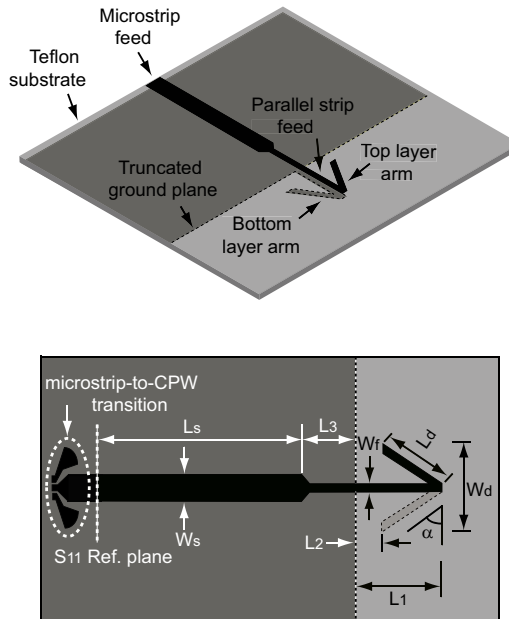 Microstrip
feed
Teflon
substrate
Parallel strip
feed
Top layer
arm
Truncated
ground plane
Bottom
layer arm
microstrip-to-CPW
transition
Ls
L3
Wf
Ld
Wd
S11 Ref. plane
Ws
L2
α
L1